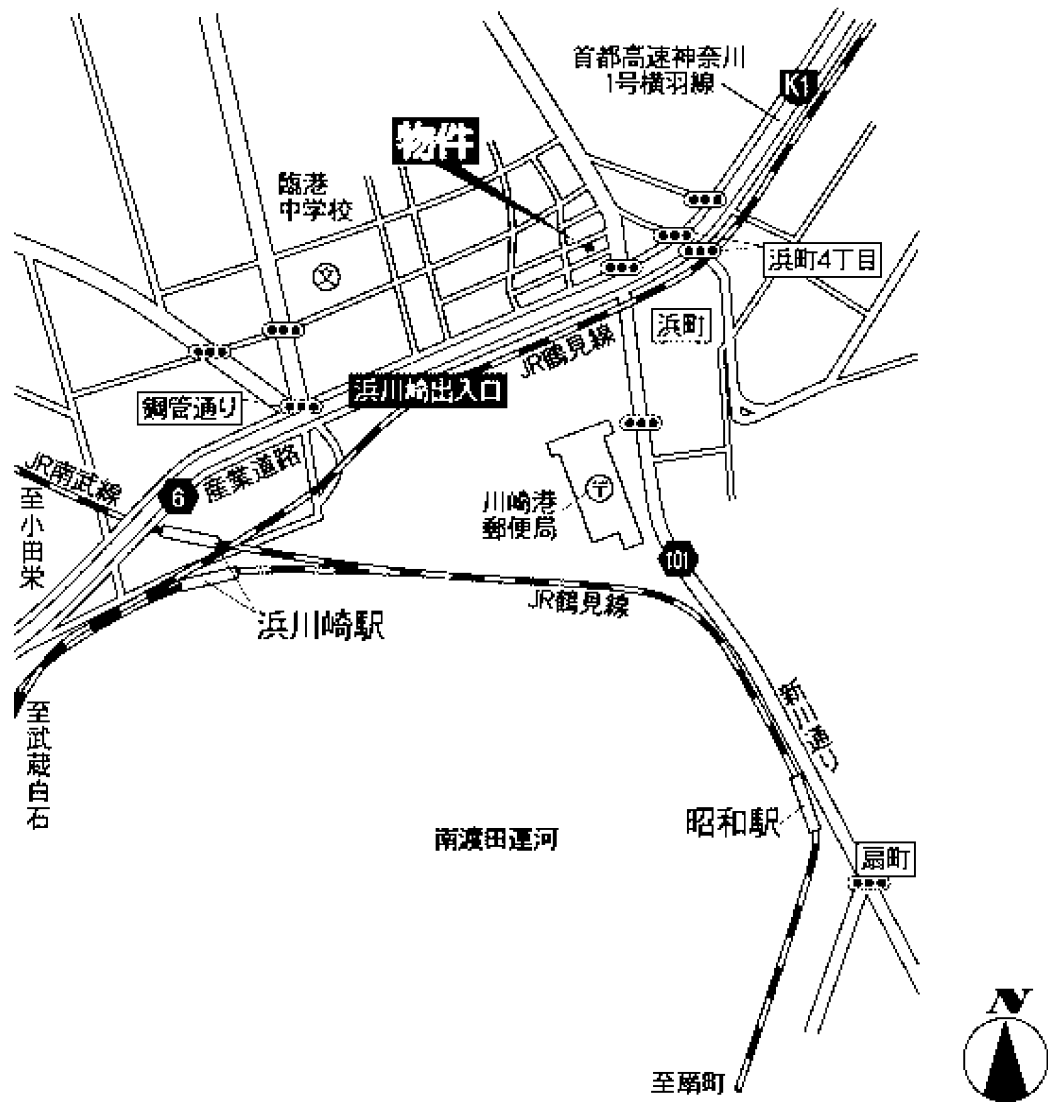 首都高速神奈川
1号横羽線
K1
物件
臨港
中学校
文
浜町4丁目
浜町
JR鶴見線
浜川崎出入口
鋼管通り
産業道路
6
JR南武線
至小田栄
川崎港
郵便局
〒
101
JR鶴見線
浜川崎駅
至武蔵白石
新川通り
昭和駅
南渡田運河
扇町
至扇町
N